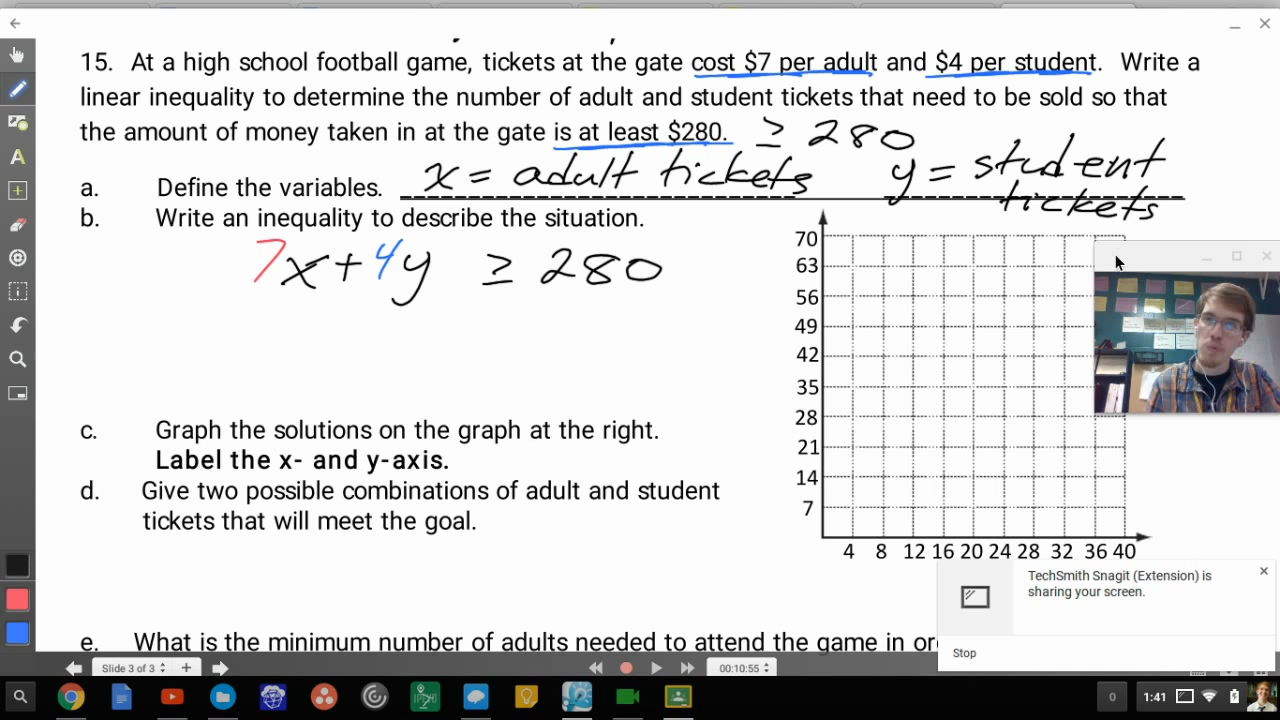 15. At a high school football game, tickets at the gate cost $7 per adult and $4 per student. Write a
linear inequality to determine the number of adult and student tickets that need to be sold so that
the amount of money taken in at the gate is at least $280. ≥ 280
a. Define the variables. x = adult tickets y = student
tickets
b. Write an inequality to describe the situation.
7x + 4y ≥ 280
70
63
56
49
42
35
28
21
14
7
4 8 12 16 20 24 28 32 36 40
c. Graph the solutions on the graph at the right.
Label the x- and y-axis.
d. Give two possible combinations of adult and student
tickets that will meet the goal.
TechSmith Snagit (Extension) is
sharing your screen.
Stop
e. What is the minimum number of adults needed to attend the game in or
Slide 3 of 3
00:10:55
0 1:41